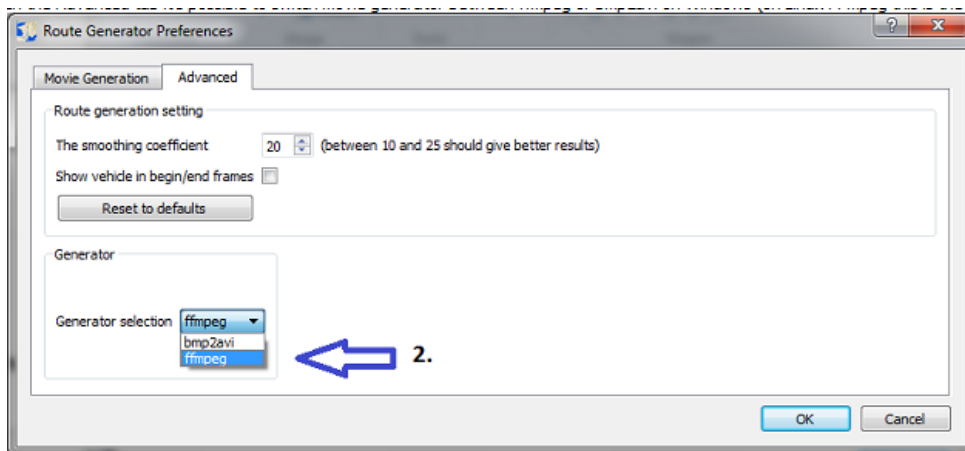 Route Generator Preferences
Movie Generation Advanced
Route generation setting
The smoothing coefficient 20 (between 10 and 25 should give better results)
Show vehicle in begin/end frames
Reset to defaults
Generator
Generator selection ffmpeg
bmp2avi
ffmpeg
2.
OK Cancel